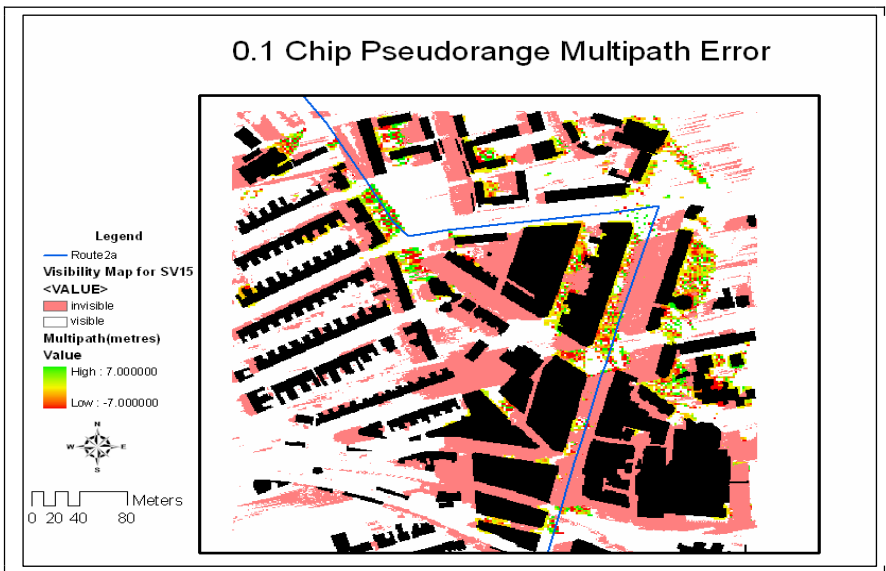 0.1 Chip Pseudorange Multipath Error
Legend
Route2a
Visibility Map for SV15
<VALUE>
invisible
visible
Multipath(metres)
Value
High : 7.000000
Low : -7.000000
N
W E
S
Meters
0 20 40 80